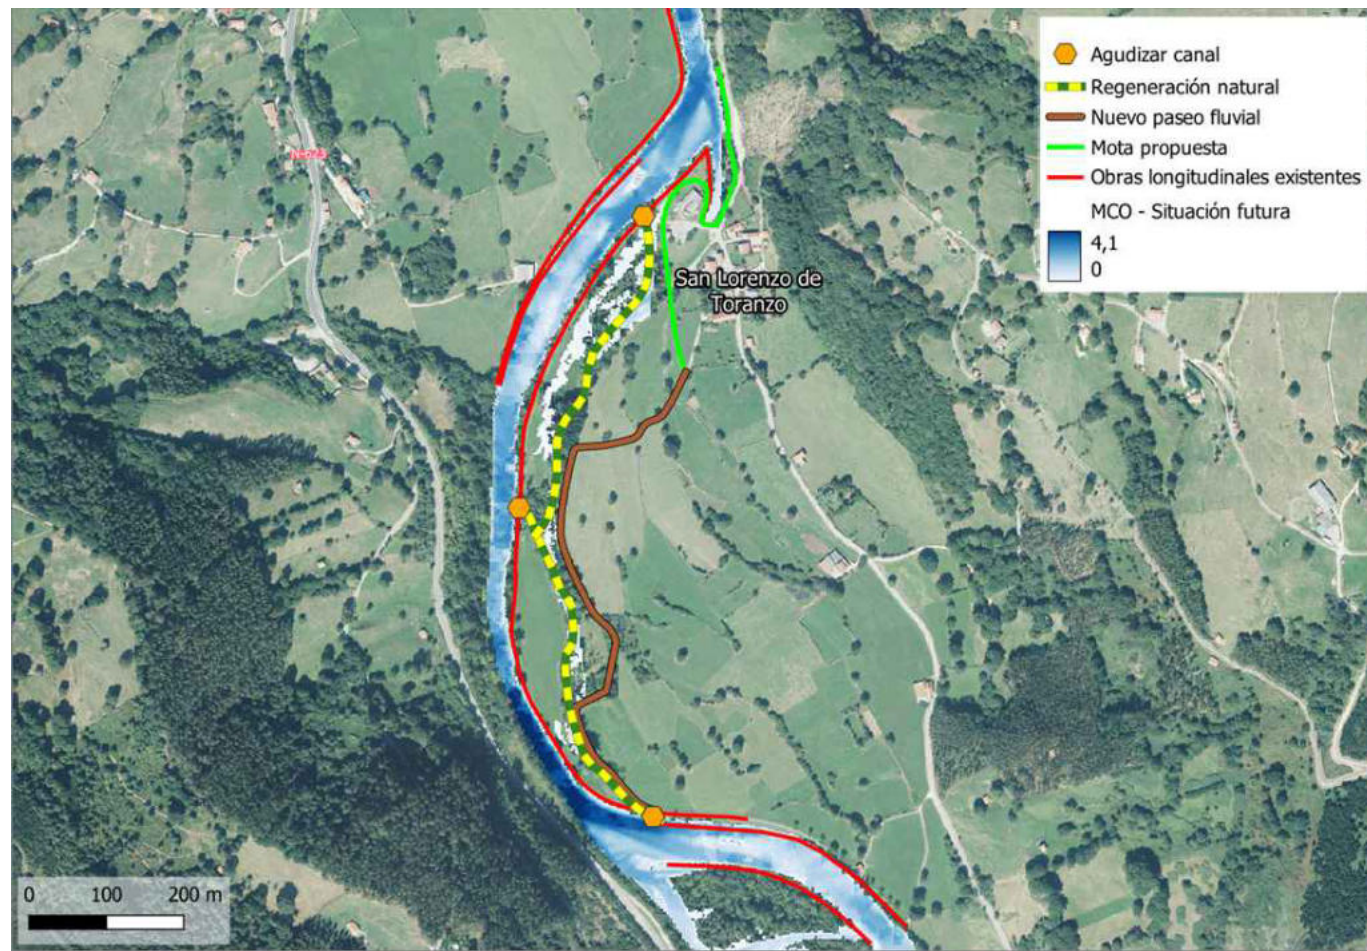 Agudizar canal
Regeneración natural
Nuevo paseo fluvial
Mota propuesta
Obras longitudinales existentes
MCO - Situación futura
4,1
0
San Lorenzo de
Toranzo
0 100 200 m